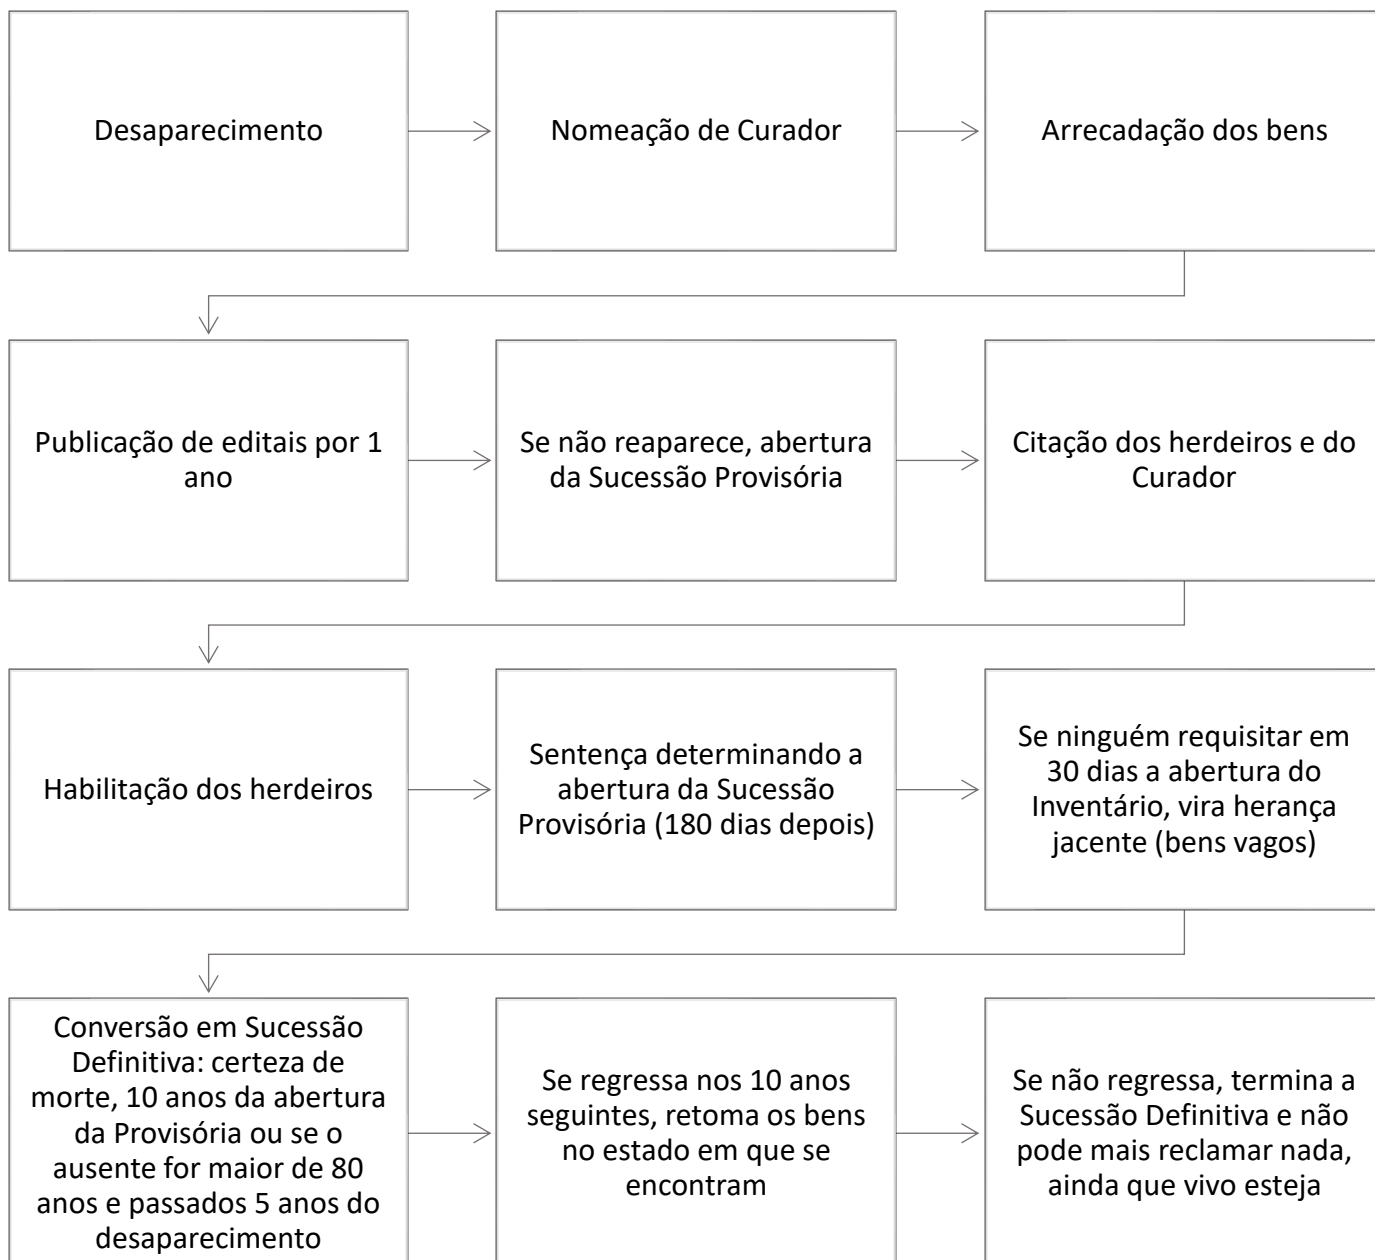 Desaparecimento
Nomeação de Curador
Arrecadação dos bens
Publicação de editais por 1
ano
Se não reaparece, abertura
da Sucessão Provisória
Citação dos herdeiros e do
Curador
Habilitação dos herdeiros
Sentença determinando a
abertura da Sucessão
Provisória (180 dias depois)
Se ninguém requisitar em
30 dias a abertura do
Inventário, vira herança
jacente (bens vagos)
Conversão em Sucessão
Definitiva: certeza de
morte, 10 anos da abertura
da Provisória ou se o
ausente for maior de 80
anos e passados 5 anos do
desaparecimento
Se regressa nos 10 anos
seguintes, retoma os bens
no estado em que se
encontram
Se não regressa, termina a
Sucessão Definitiva e não
pode mais reclamar nada,
ainda que vivo esteja